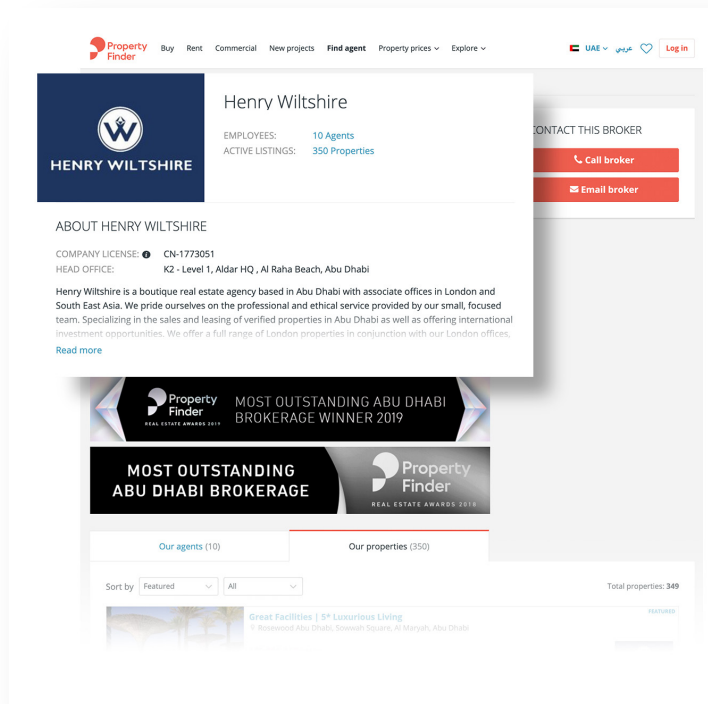 Property Finder
Buy Rent Commercial New projects Find agent Property prices Explore
UAE عربي Log in
HENRY WILTSHIRE
Henry Wiltshire
EMPLOYEES: 10 Agents
ACTIVE LISTINGS: 350 Properties
CONTACT THIS BROKER
Call broker
Email broker
ABOUT HENRY WILTSHIRE
COMPANY LICENSE: CN-1773051
HEAD OFFICE: K2 - Level 1, Aldar HQ , Al Raha Beach, Abu Dhabi
Henry Wiltshire is a boutique real estate agency based in Abu Dhabi with associate offices in London and
South East Asia. We pride ourselves on the professional and ethical service provided by our small, focused
team. Specializing in the sales and leasing of verified properties in Abu Dhabi as well as offering international
investment opportunities. We offer a full range of London properties in conjunction with our London offices,
Read more
Property Finder
REAL ESTATE AWARDS 2019
MOST OUTSTANDING ABU DHABI
BROKERAGE WINNER 2019
MOST OUTSTANDING
ABU DHABI BROKERAGE
Property Finder
REAL ESTATE AWARDS 2018
Our agents (10)
Our properties (350)
Sort by Featured All
Total properties: 349
Great Facilities | 5* Luxurious Living
FEATURED
Rosewood Abu Dhabi, Sowwah Square, Al Maryah, Abu Dhabi